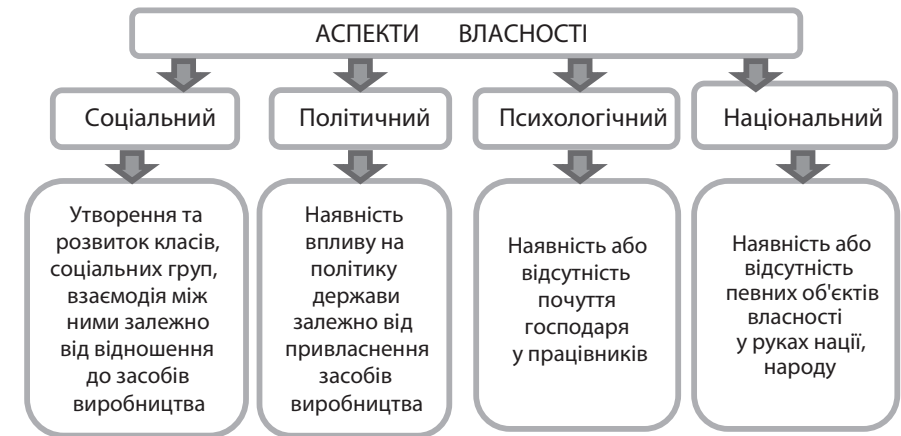 АСПЕКТИ ВЛАСНОСТІ
Соціальний
Політичний
Психологічний
Національний
Утворення та
розвиток класів,
соціальних груп,
взаємодія між
ними залежно
від відношення
до засобів
виробництва
Наявність
впливу на
політику
держави
залежно від
привласнення
засобів
виробництва
Наявність або
відсутність
почуття
господаря
у працівників
Наявність або
відсутність
певних об'єктів
власності
у руках нації,
народу